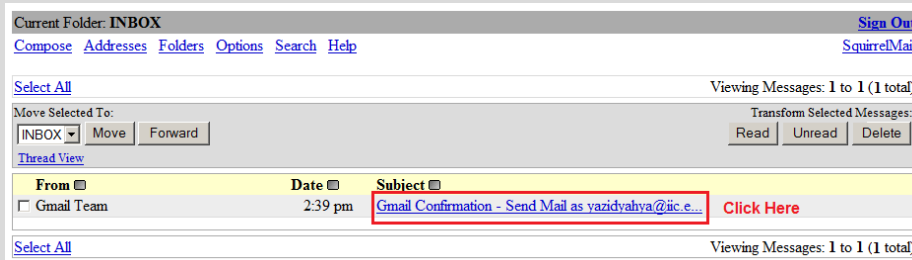 Current Folder: INBOX Sign Out
Compose Addresses Folders Options Search Help SquirrelMail
Select All Viewing Messages: 1 to 1 (1 total)
Move Selected To: Transform Selected Messages:
INBOX Move Forward Read Unread Delete
Thread View
From Date Subject
Gmail Team 2:39 pm Gmail Confirmation - Send Mail as yazidyahya@iic.e... Click Here
Select All Viewing Messages: 1 to 1 (1 total)